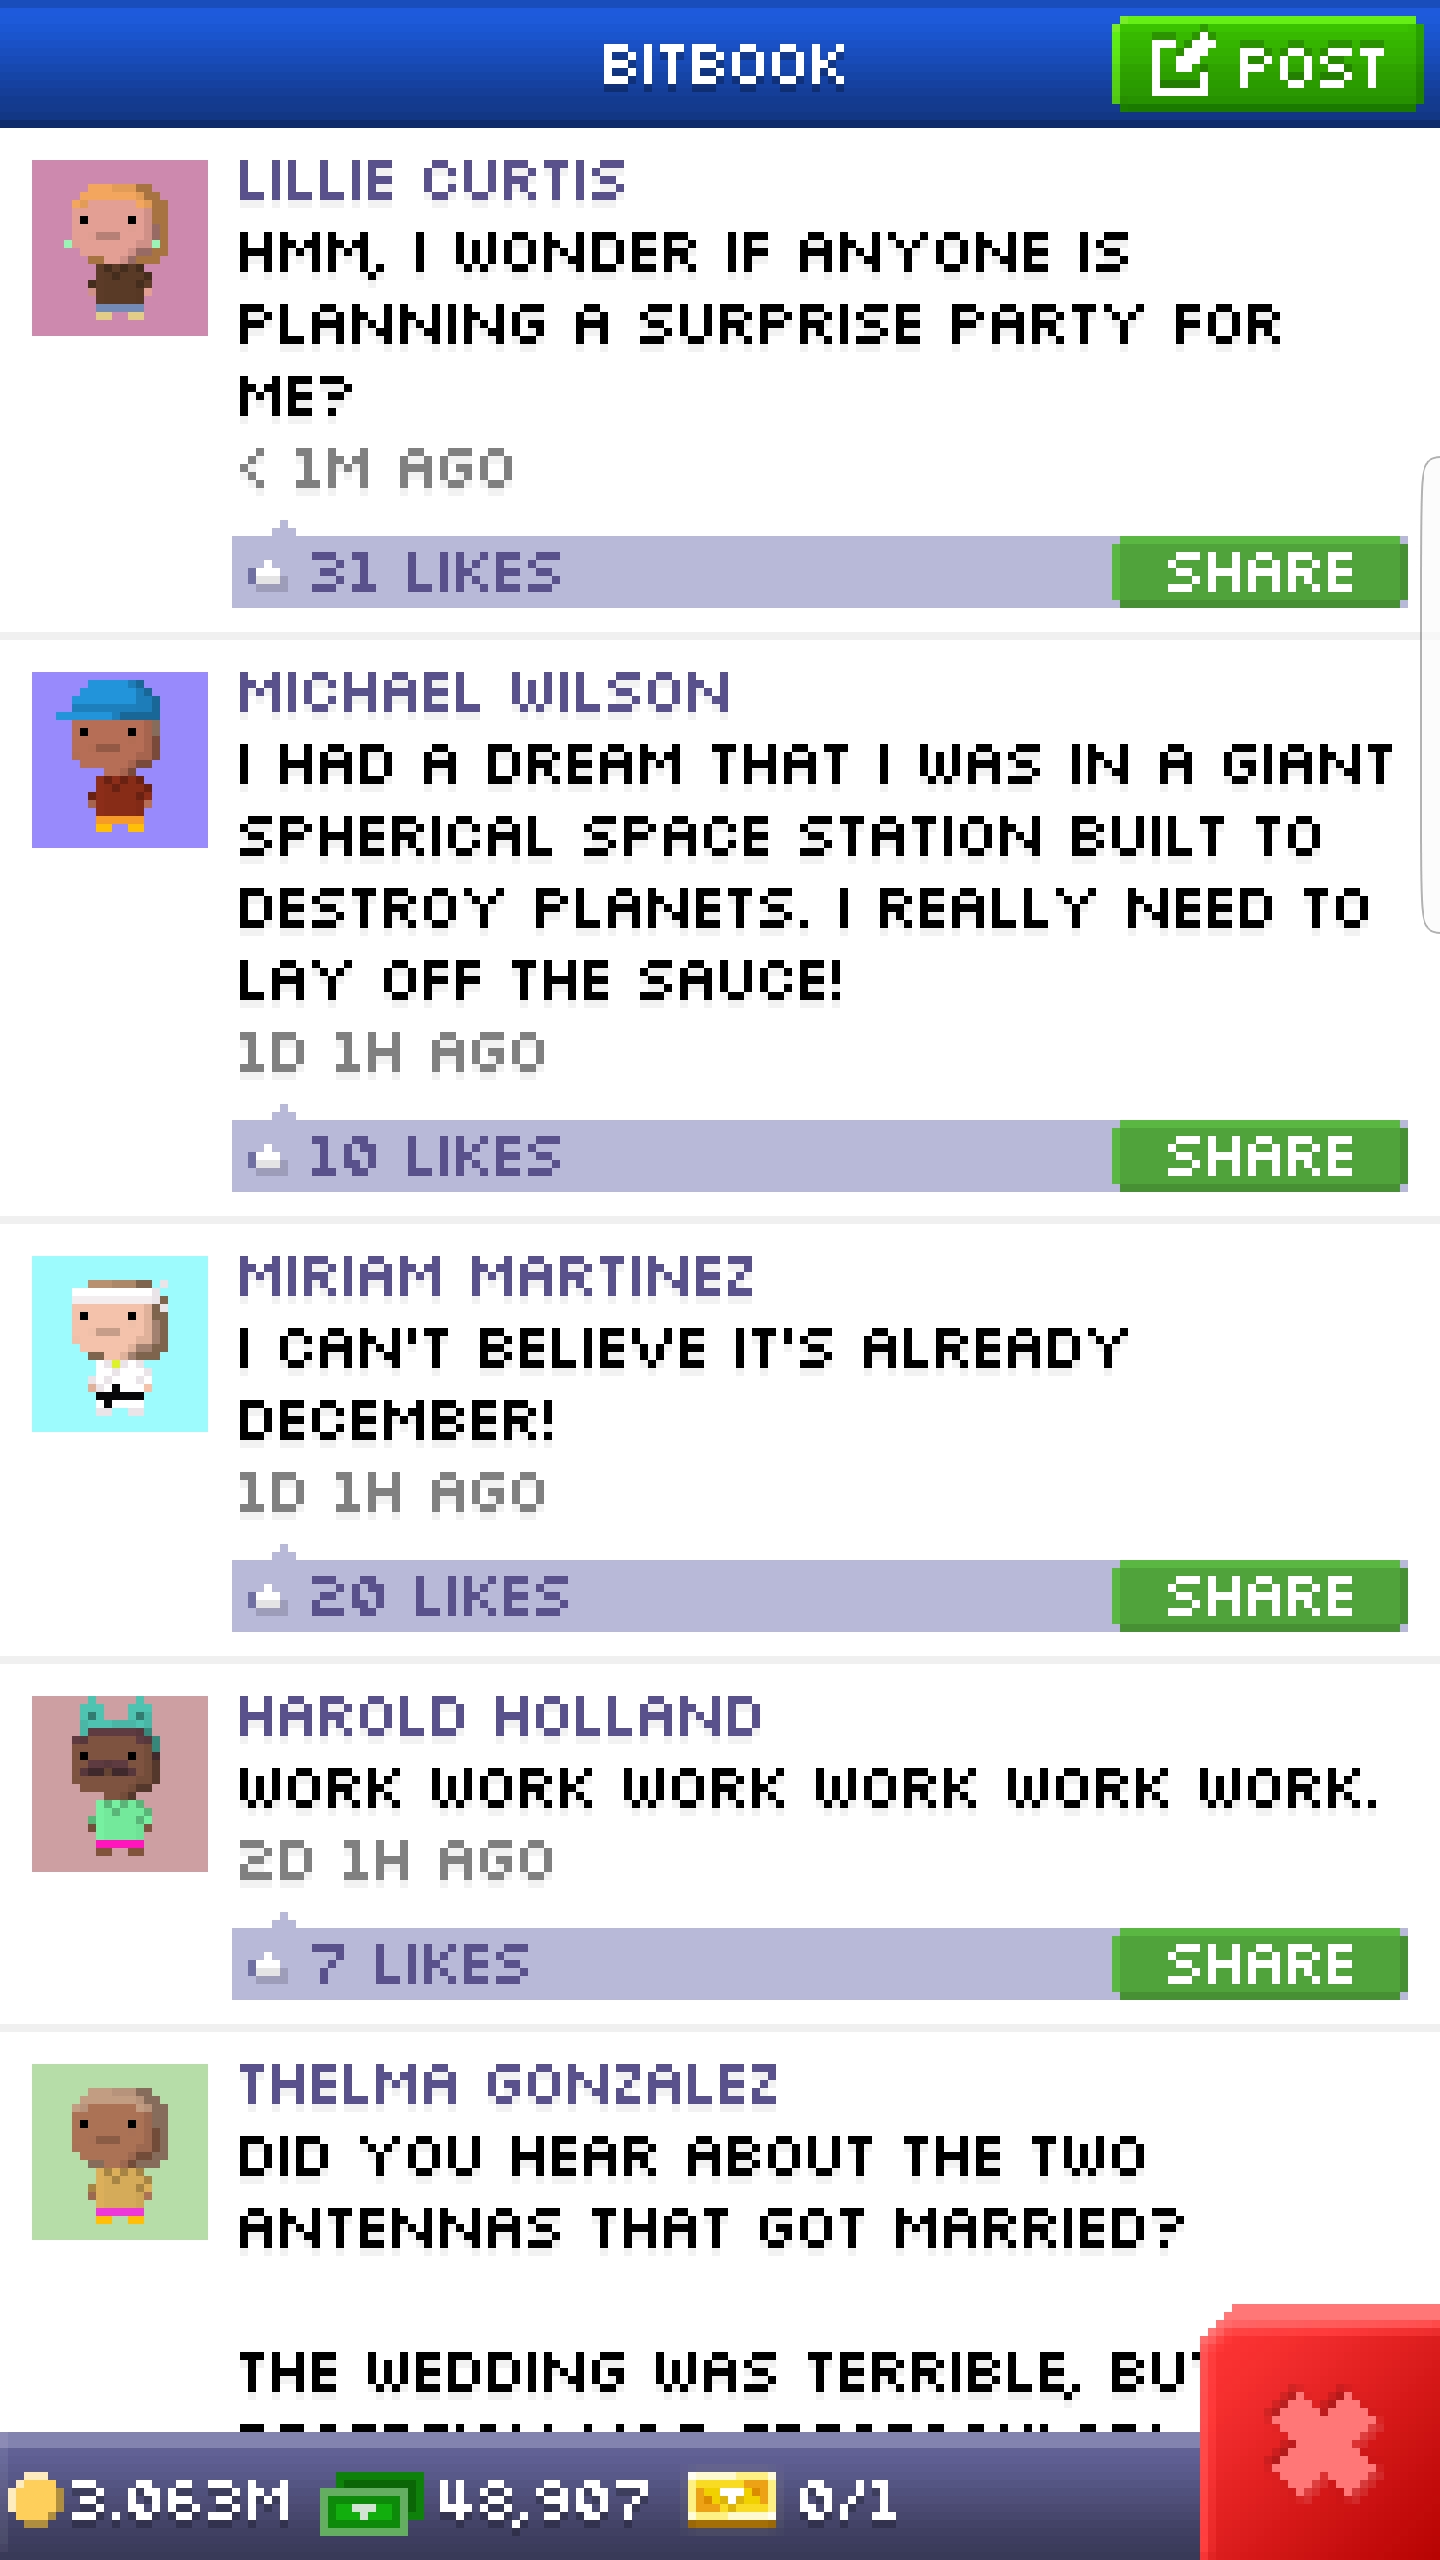 BITBOOK
POST
LILLIE CURTIS
HMM, I WONDER IF ANYONE IS
PLANNING A SURPRISE PARTY FOR
ME?
< 1M AGO
31 LIKES
SHARE
MICHAEL WILSON
I HAD A DREAM THAT I WAS IN A GIANT
SPHERICAL SPACE STATION BUILT TO
DESTROY PLANETS. I REALLY NEED TO
LAY OFF THE SAUCE!
1D 1H AGO
10 LIKES
SHARE
MIRIAM MARTINEZ
I CAN'T BELIEVE IT'S ALREADY
DECEMBER!
1D 1H AGO
20 LIKES
SHARE
HAROLD HOLLAND
WORK WORK WORK WORK WORK WORK.
2D 1H AGO
7 LIKES
SHARE
THELMA GONZALEZ
DID YOU HEAR ABOUT THE TWO
ANTENNAS THAT GOT MARRIED?
THE WEDDING WAS TERRIBLE, BUT
3.063M
48,907
0/1